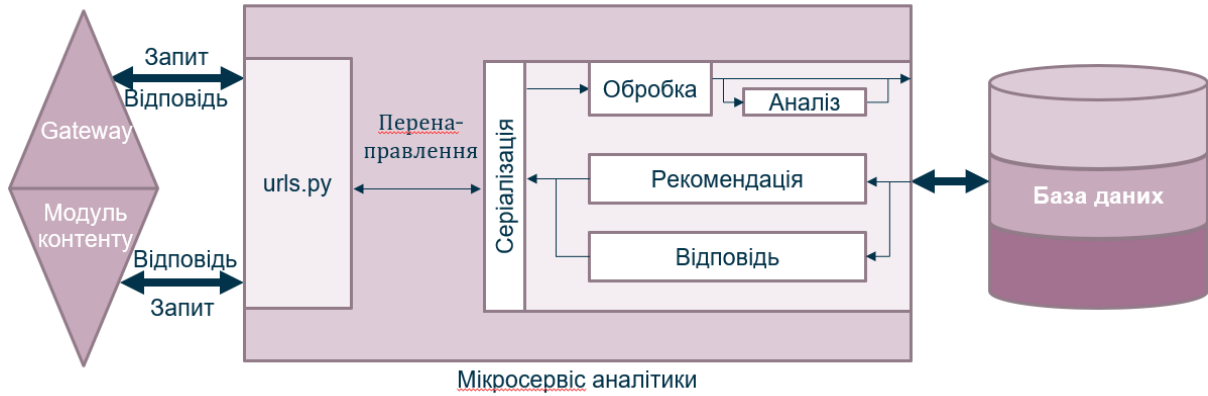 Запит
Відповідь
Gateway
Модуль
контенту
Відповідь
Запит
urls.py
Перена-
правлення
Серіалізація
Обробка
Аналіз
Рекомендація
Відповідь
База даних
Мікросервіс аналітики